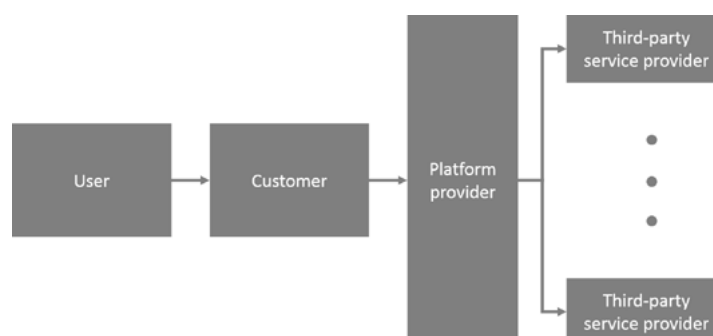 User
Customer
Platform
provider
Third-party
service provider
Third-party
service provider